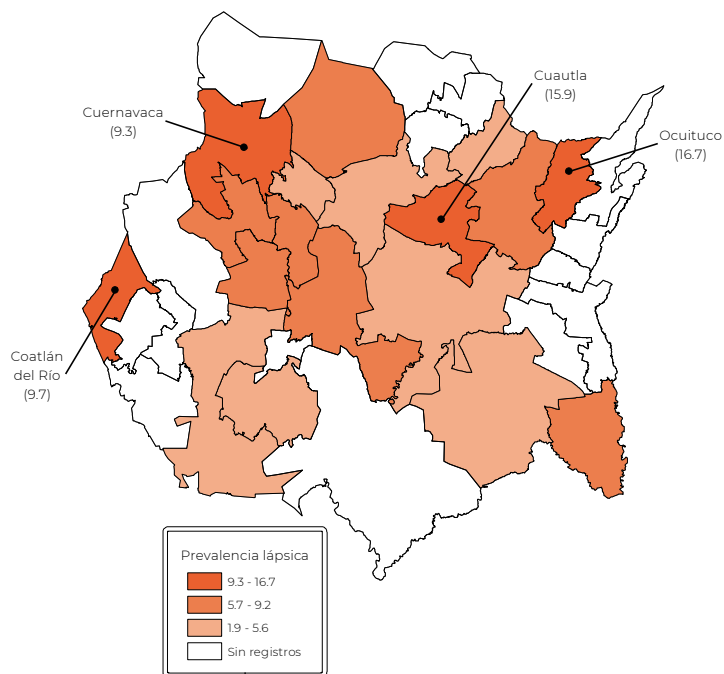 Cuautla
(15.9)
Cuernavaca
(9.3)
Ocuituco
(16.7)
Coatlán
del Río
(9.7)
Prevalencia lápsica
9.3 - 16.7
5.7 - 9.2
1.9 - 5.6
Sin registros